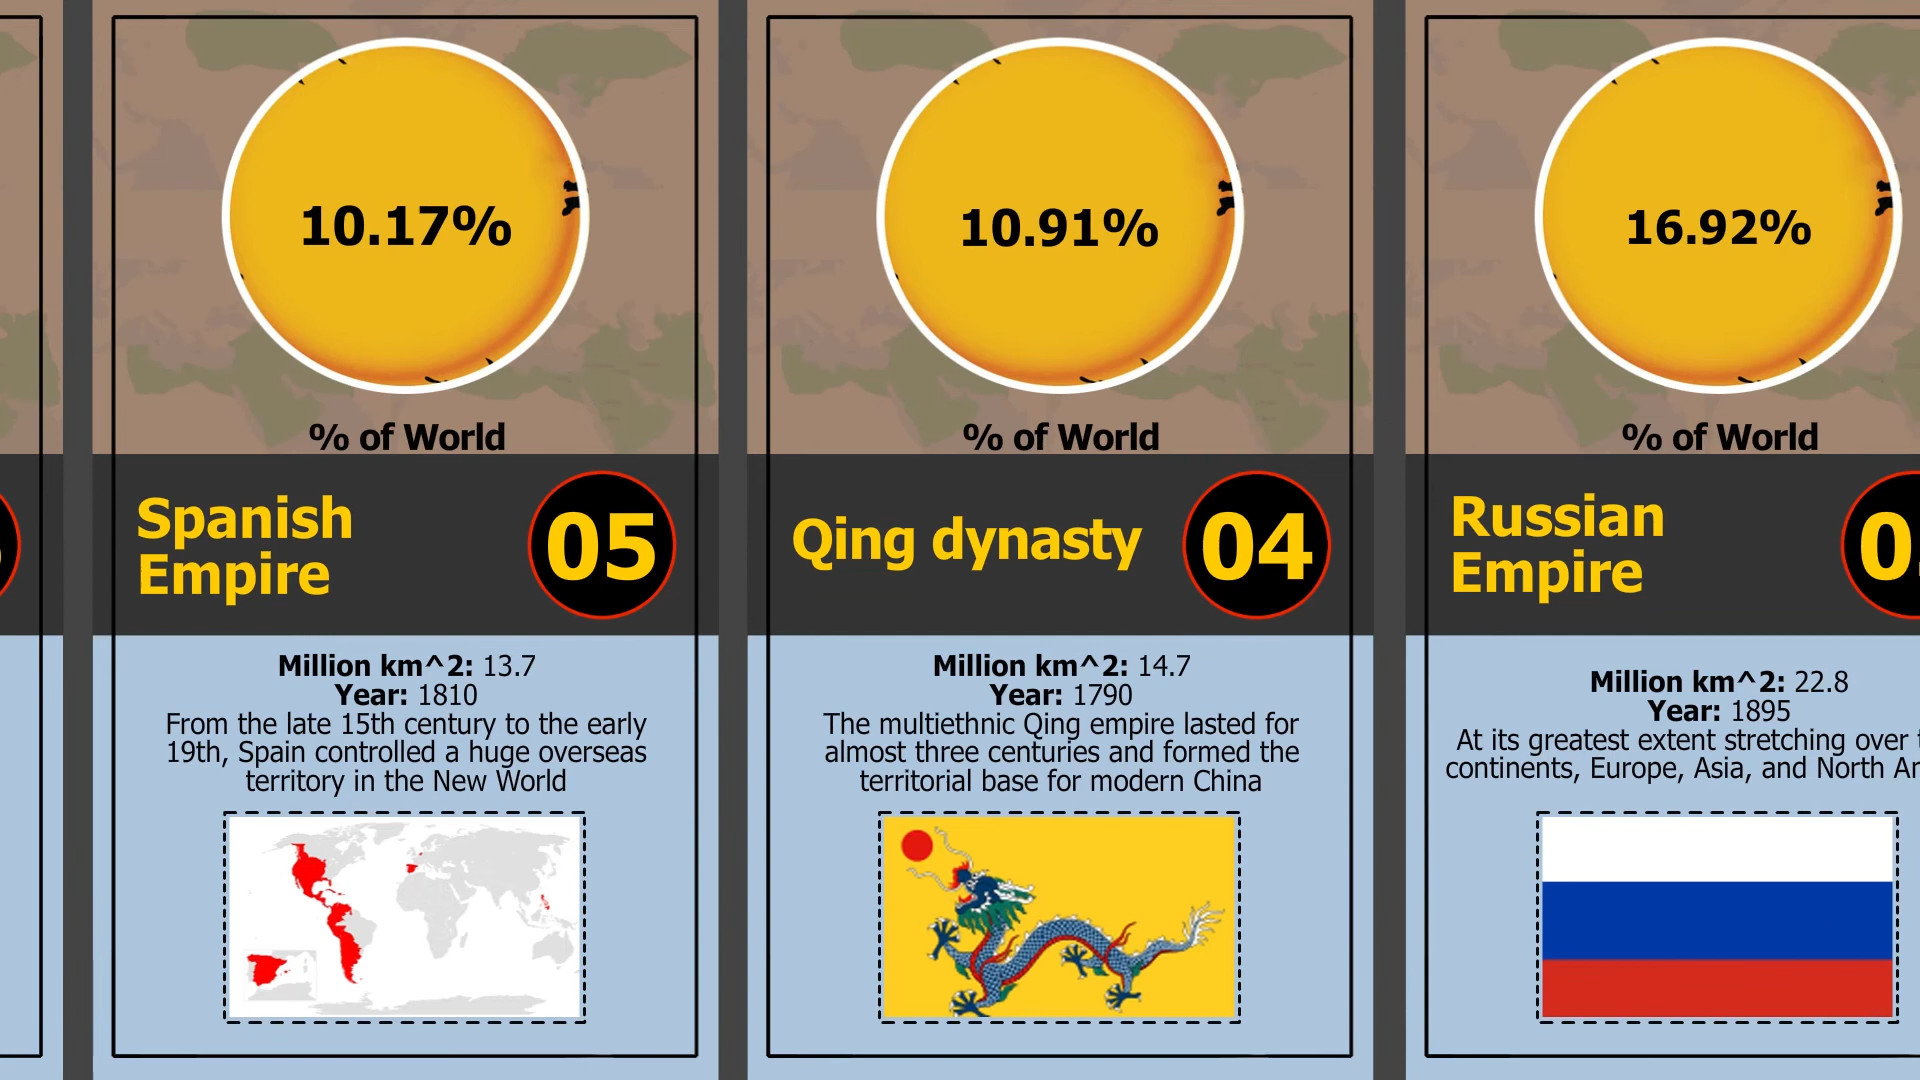 10.17%
% of World
Spanish
Empire
05
Million km^2: 13.7
Year: 1810
From the late 15th century to the early
19th, Spain controlled a huge overseas
territory in the New World
10.91%
% of World
Qing dynasty
04
Million km^2: 14.7
Year: 1790
The multiethnic Qing empire lasted for
almost three centuries and formed the
territorial base for modern China
16.92%
% of World
Russian
Empire
0
Million km^2: 22.8
Year: 1895
At its greatest extent stretching over
continents, Europe, Asia, and North